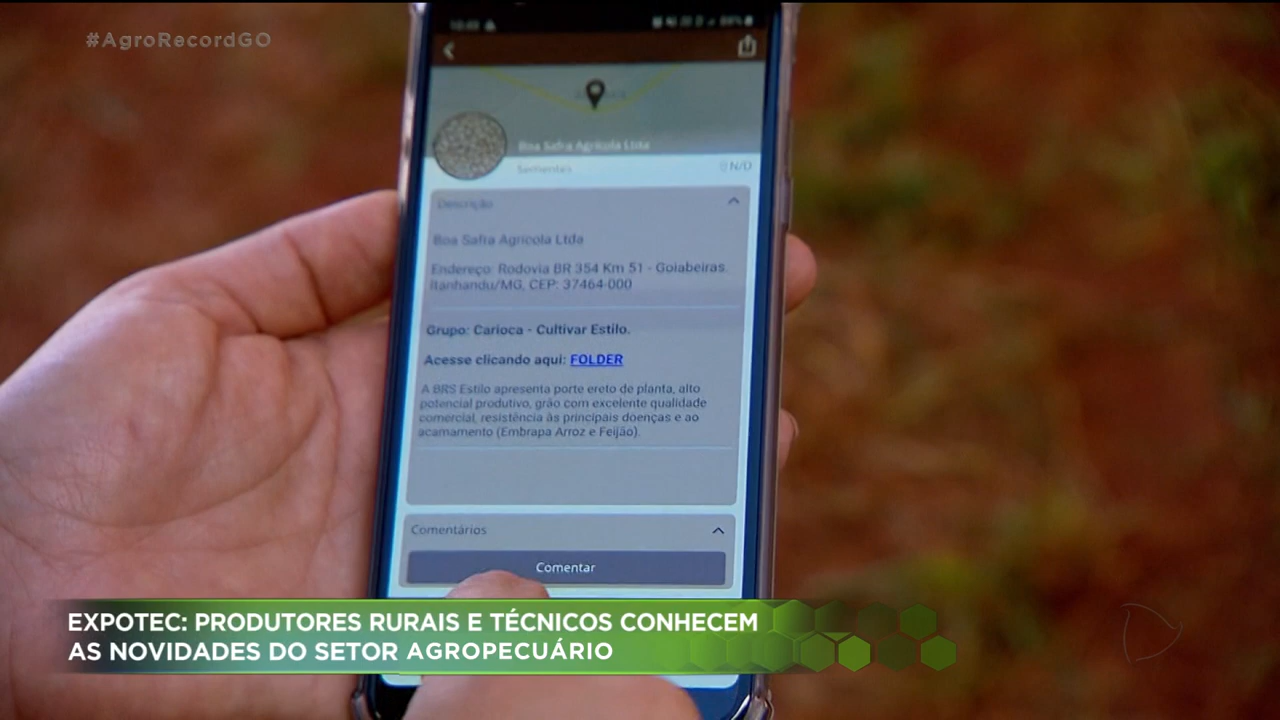 #AgroRecordGO
Boa Safra Agrícola Ltda
Sementes
N/D
Descrição
Boa Safra Agrícola Ltda
Endereço: Rodovia BR 354 Km 51 - Goiabeiras.
Itanhandu/MG, CEP: 37464-000
Grupo: Carioca - Cultivar Estilo.
Acesse clicando aqui: FOLDER
A BRS Estilo apresenta porte ereto de planta, alto
potencial produtivo, grão com excelente qualidade
comercial, resistência às principais doenças e ao
acamamento (Embrapa Arroz e Feijão).
Comentários
Comentar
EXPOTEC: PRODUTORES RURAIS E TÉCNICOS CONHECEM
AS NOVIDADES DO SETOR AGROPECUÁRIO